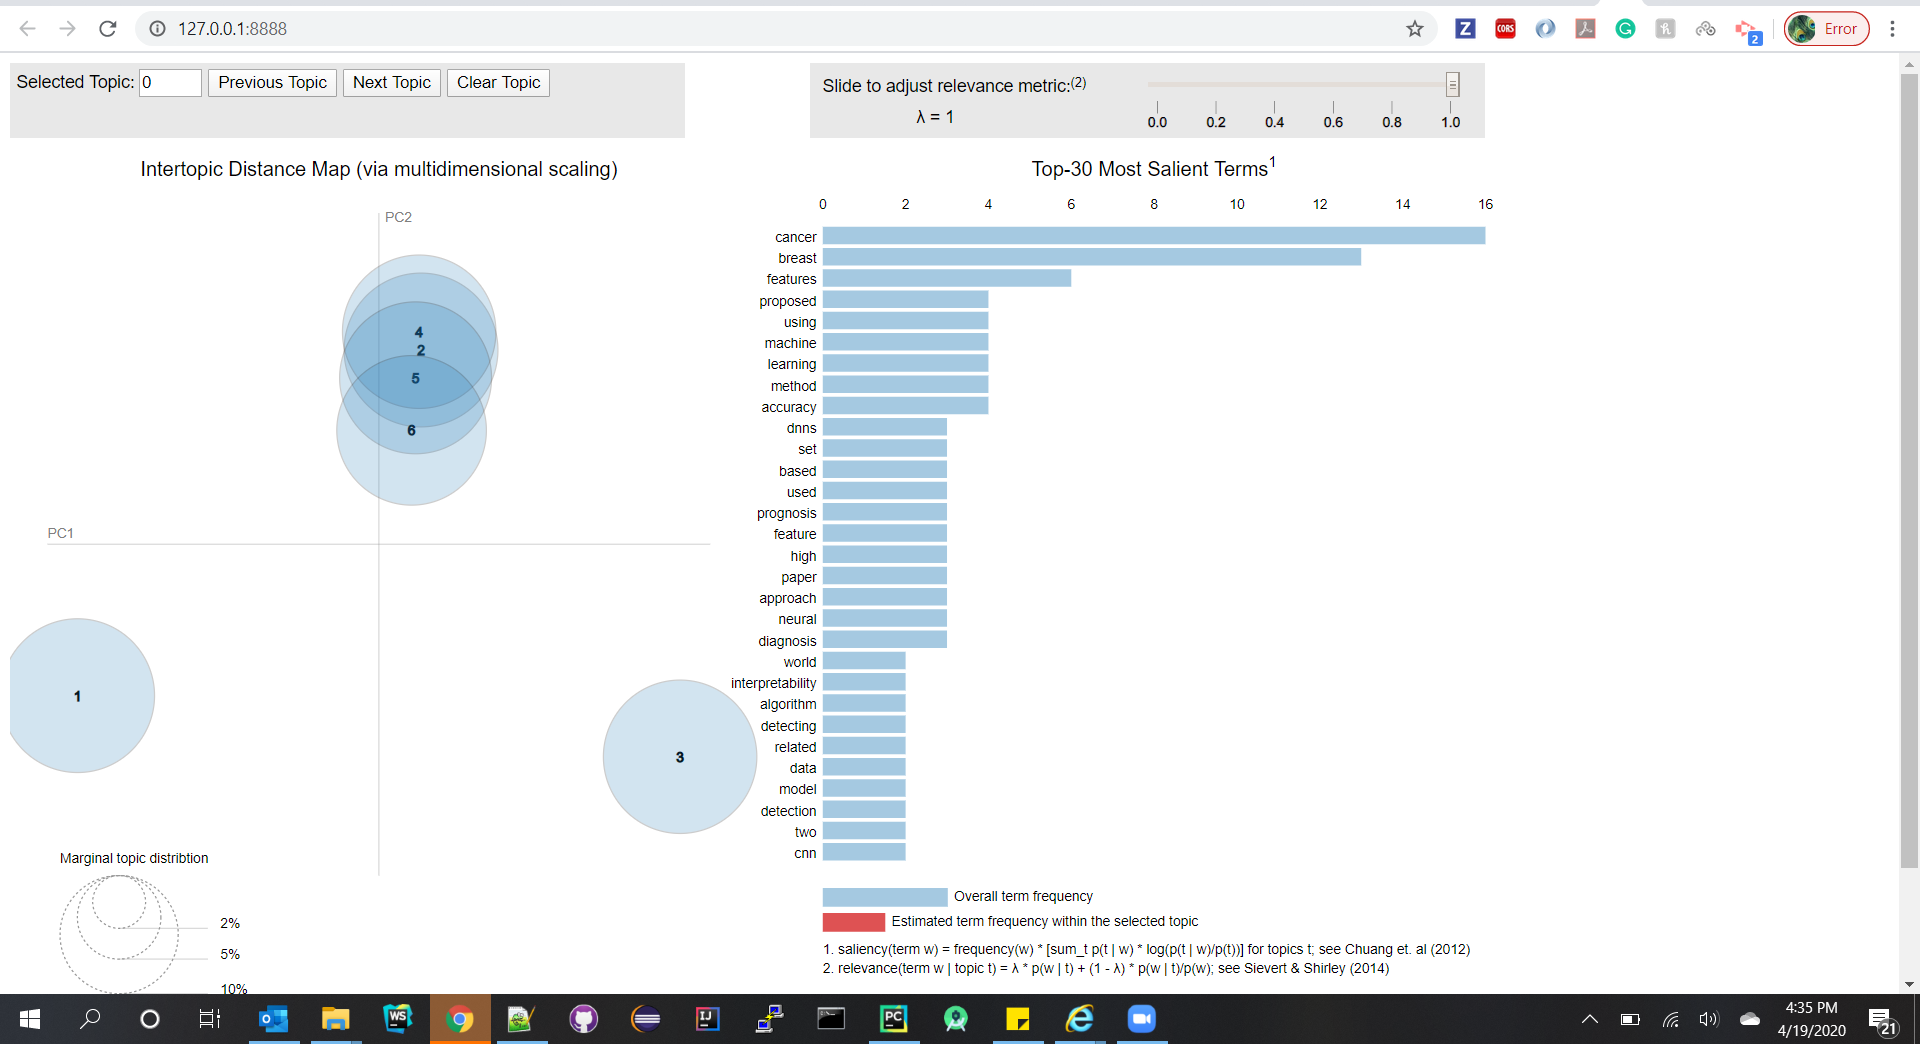 127.0.0.1:8888
Z
CORS
G
h
2
Error
Selected Topic: 0 Previous Topic Next Topic Clear Topic
Slide to adjust relevance metric:(2)
λ = 1
0.0 0.2 0.4 0.6 0.8 1.0
Intertopic Distance Map (via multidimensional scaling)
PC2
PC1
4
2
5
6
1
3
Marginal topic distribtion
2%
5%
10%
Top-30 Most Salient Terms1
0 2 4 6 8 10 12 14 16
cancer
breast
features
proposed
using
machine
learning
method
accuracy
dnns
set
based
used
prognosis
feature
high
paper
approach
neural
diagnosis
world
interpretability
algorithm
detecting
related
data
model
detection
two
cnn
Overall term frequency
Estimated term frequency within the selected topic
1. saliency(term w) = frequency(w) * [sum_t p(t | w) * log(p(t | w)/p(t))] for topics t; see Chuang et. al (2012)
2. relevance(term w | topic t) = λ * p(w | t) + (1 - λ) * p(w | t)/p(w); see Sievert & Shirley (2014)
WS
IJ
PC
4:35 PM
4/19/2020
21